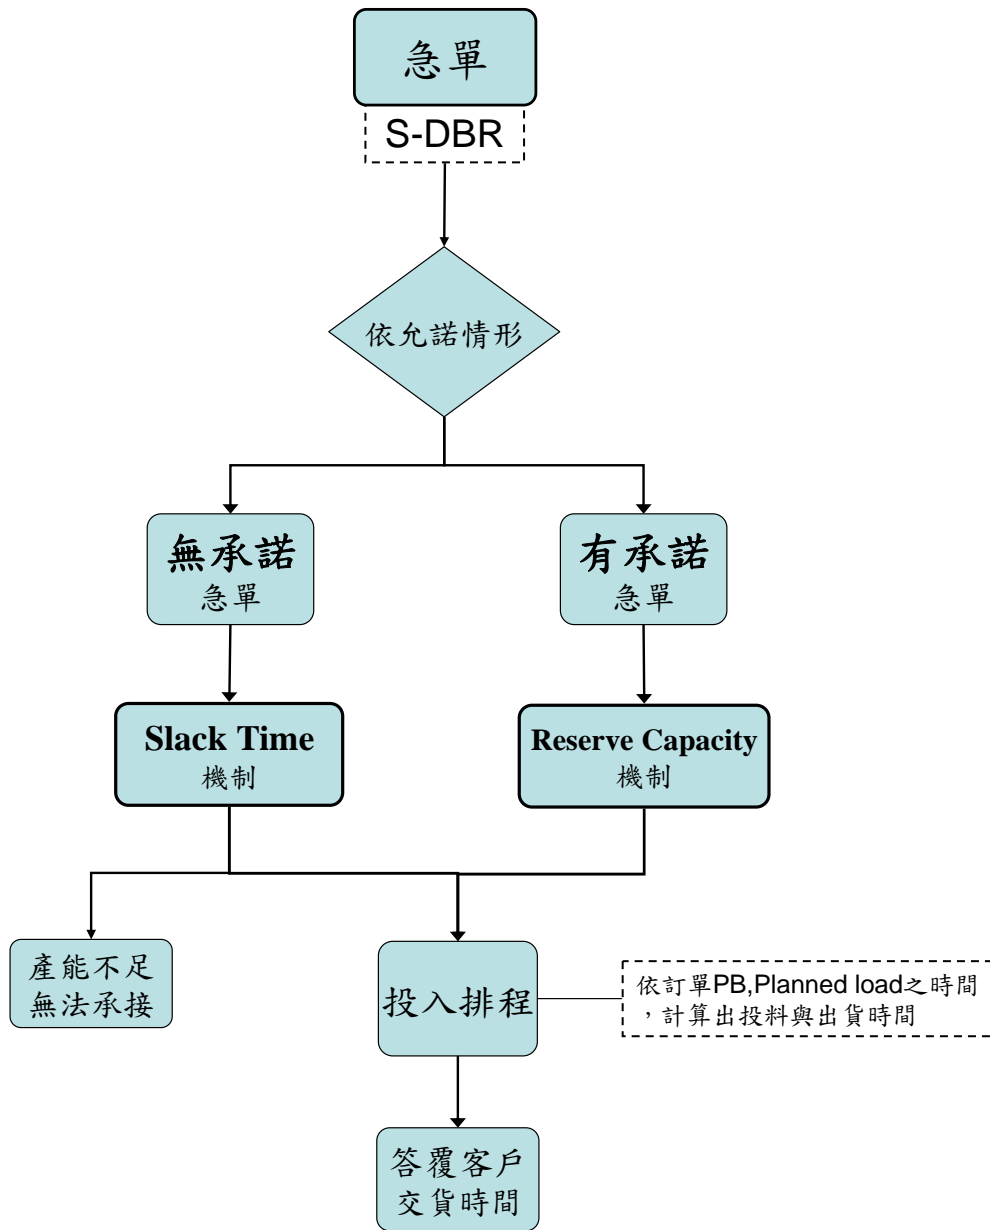 急單
S-DBR
依允諾情形
無承諾
急單
有承諾
急單
Slack Time
機制
Reserve Capacity
機制
產能不足
無法承接
投入排程
依訂單PB,Planned load之時間
，計算出投料與出貨時間
答覆客戶
交貨時間